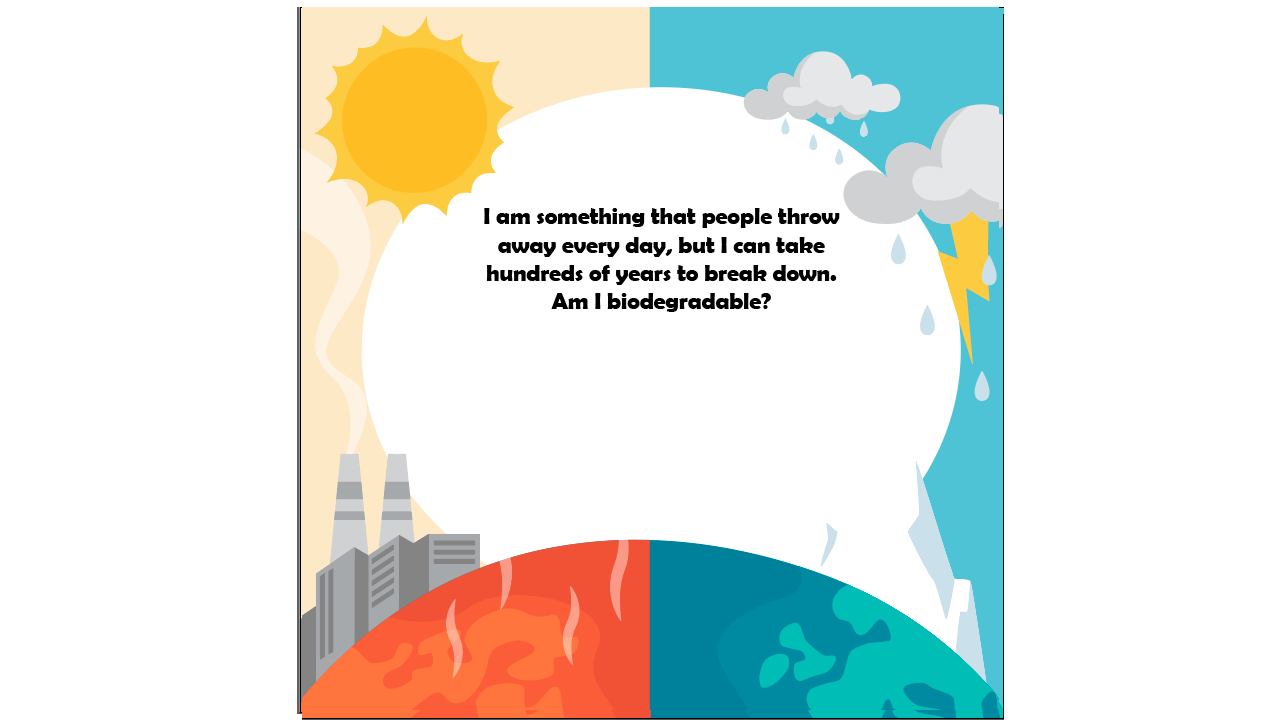 I am something that people throw
away every day, but I can take
hundreds of years to break down.
Am I biodegradable?